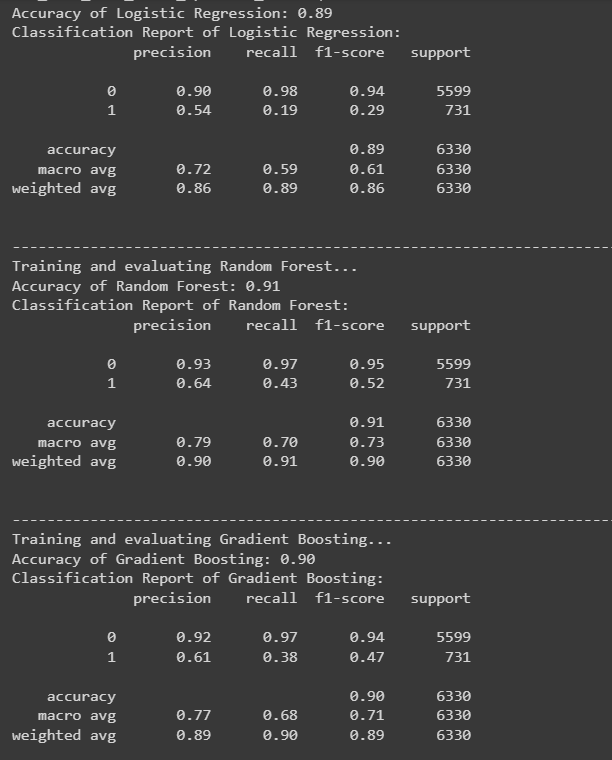 Accuracy of Logistic Regression: 0.89
Classification Report of Logistic Regression:
precision recall f1-score support
0 0.90 0.98 0.94 5599
1 0.54 0.19 0.29 731
accuracy 0.89 6330
macro avg 0.72 0.59 0.61 6330
weighted avg 0.86 0.89 0.86 6330
--------------------------------------------------------------------
Training and evaluating Random Forest...
Accuracy of Random Forest: 0.91
Classification Report of Random Forest:
precision recall f1-score support
0 0.93 0.97 0.95 5599
1 0.64 0.43 0.52 731
accuracy 0.91 6330
macro avg 0.79 0.70 0.73 6330
weighted avg 0.90 0.91 0.90 6330
--------------------------------------------------------------------
Training and evaluating Gradient Boosting...
Accuracy of Gradient Boosting: 0.90
Classification Report of Gradient Boosting:
precision recall f1-score support
0 0.92 0.97 0.94 5599
1 0.61 0.38 0.47 731
accuracy 0.90 6330
macro avg 0.77 0.68 0.71 6330
weighted avg 0.89 0.90 0.89 6330